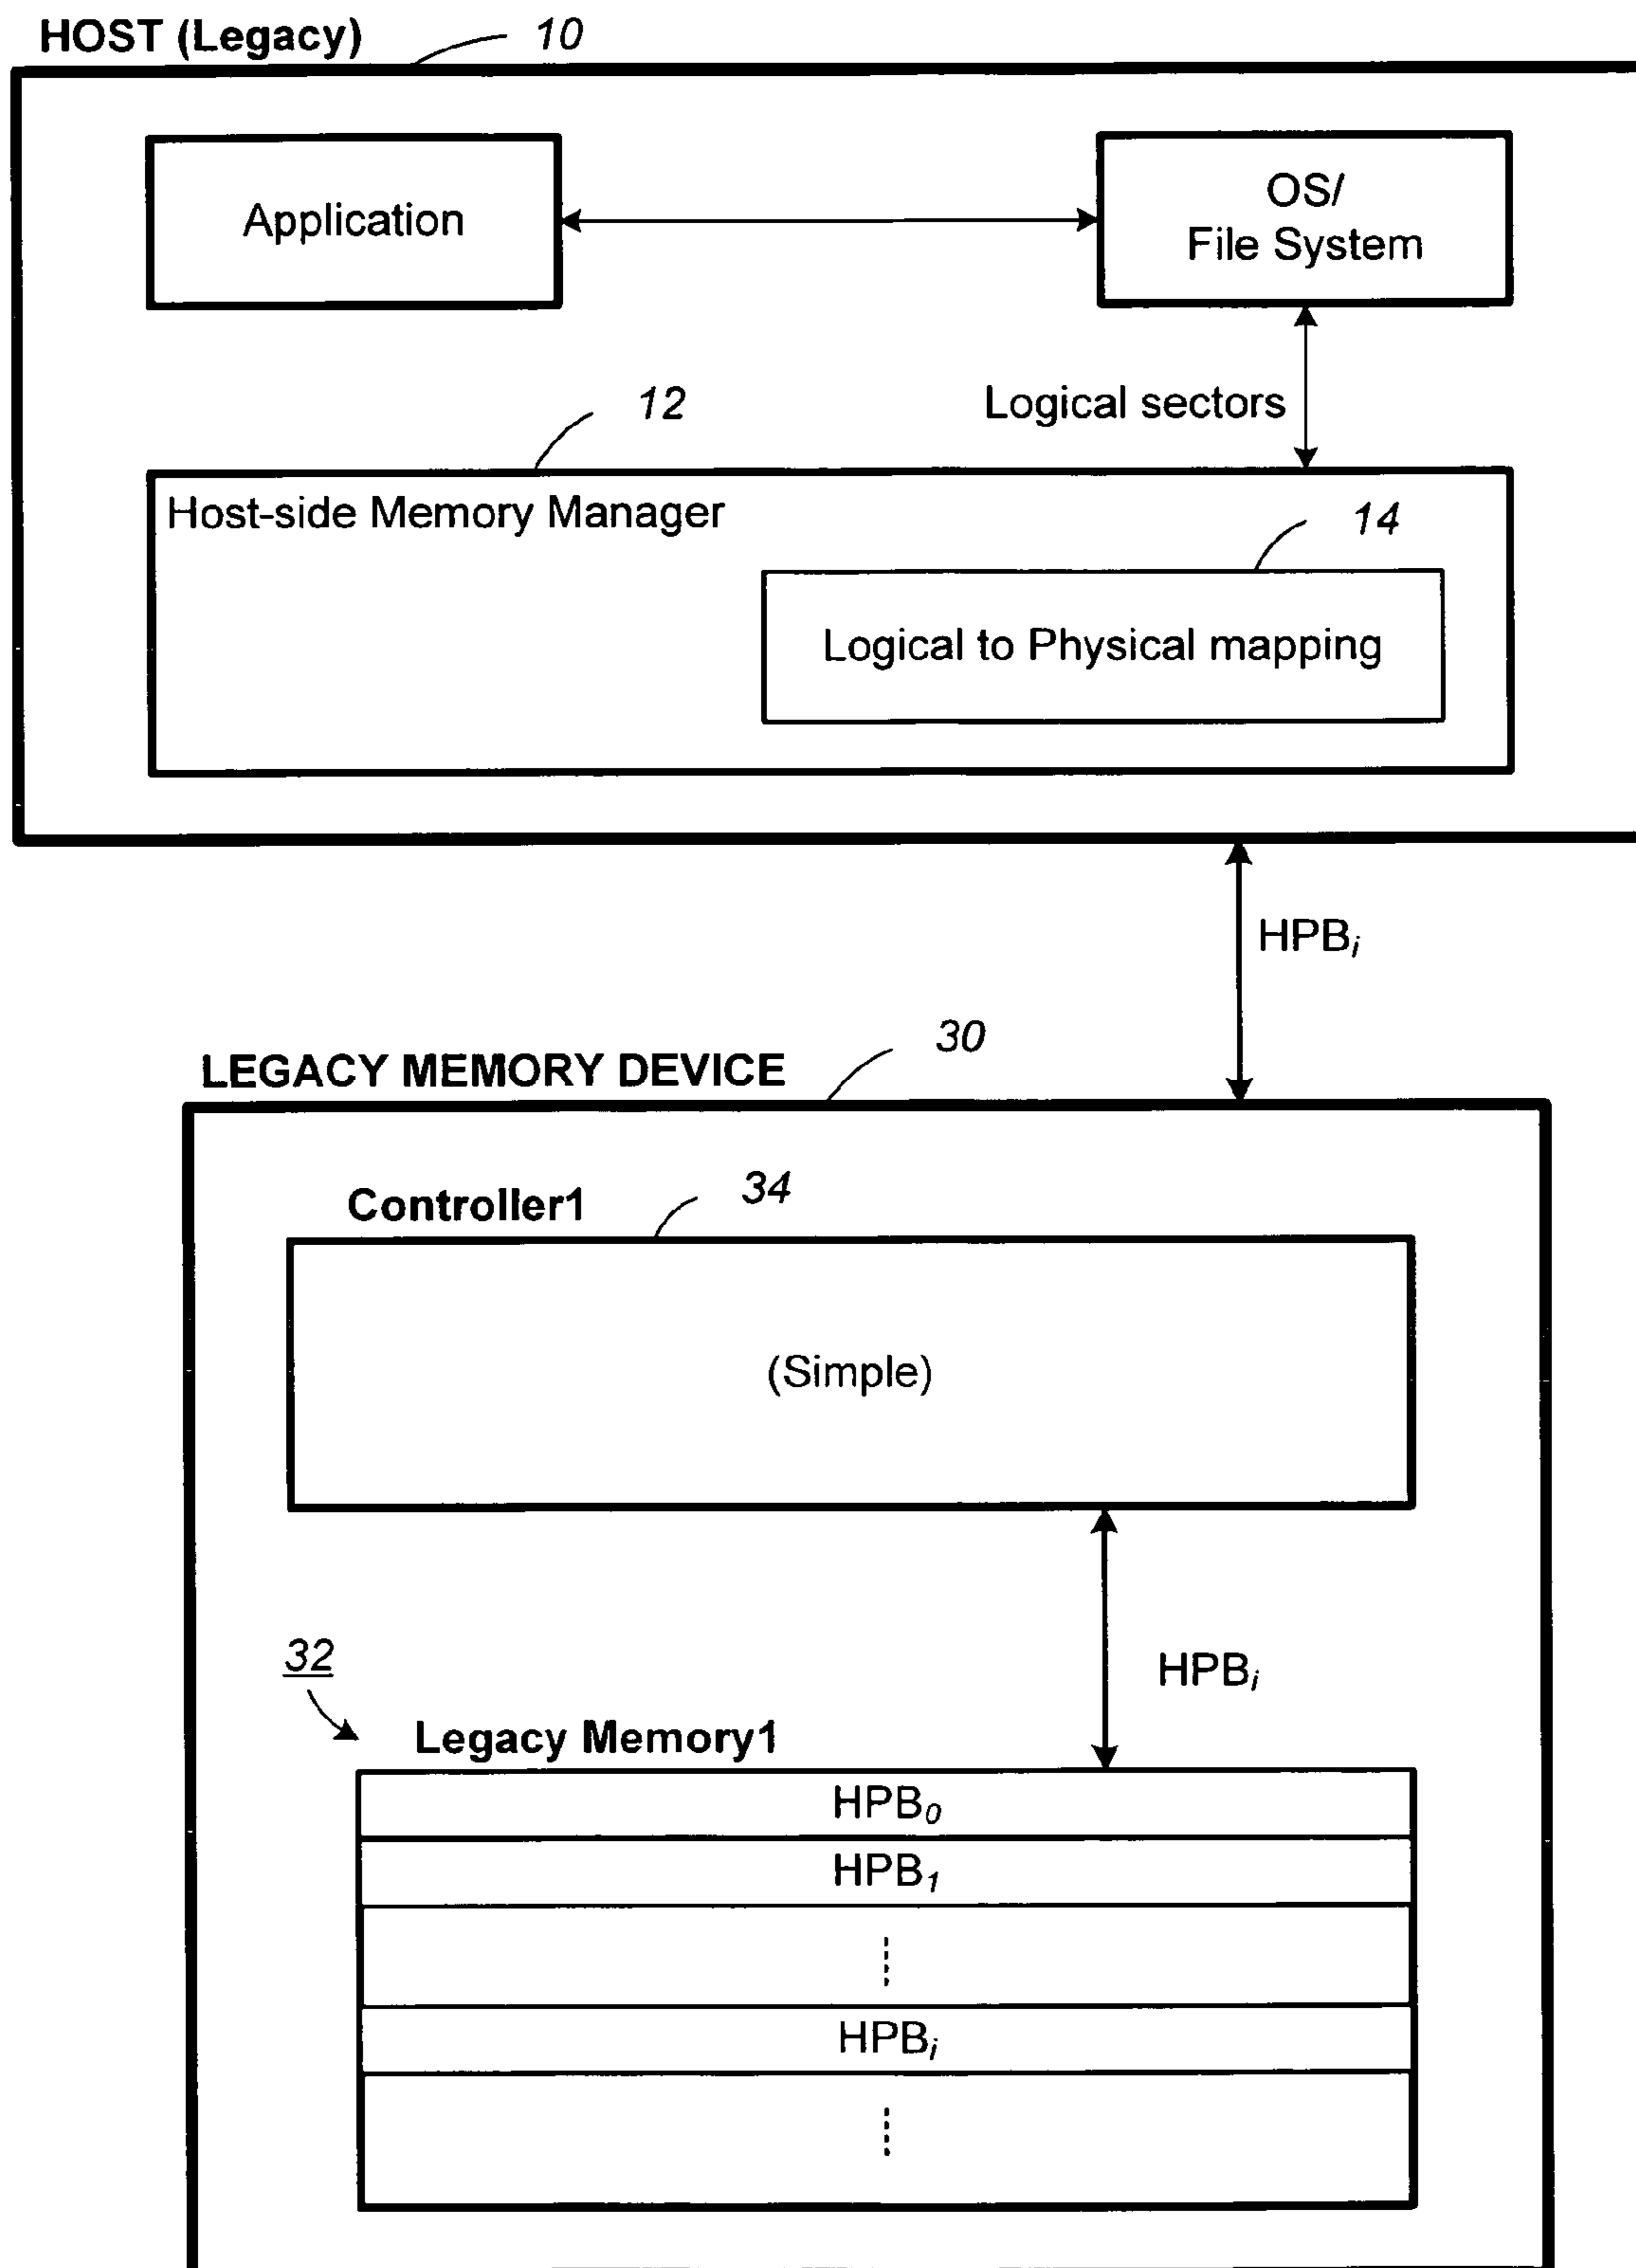 HOST (Legacy)
10
Application
OS/
File System
Logical sectors
12
Host-side Memory Manager
14
Logical to Physical mapping
HPBi
30
LEGACY MEMORY DEVICE
34
Controller1
(Simple)
32
HPBi
Legacy Memory1
HPB0
HPB1
HPBi